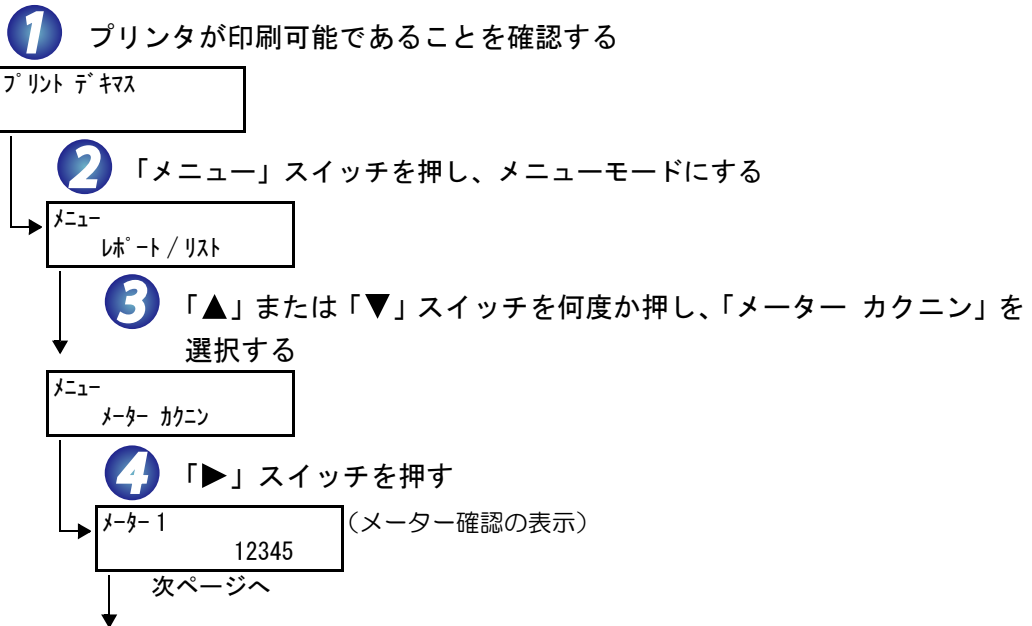 1 プリンタが印刷可能であることを確認する
ﾌﾟﾘﾝﾄ ﾃﾞｷﾏｽ
2 「メニュー」スイッチを押し、メニューモードにする
ﾒﾆｭｰ
ﾚﾎﾟｰﾄ / ﾘｽﾄ
3 「▲」または「▼」スイッチを何度か押し、「メーター カクニン」を
選択する
ﾒﾆｭｰ
ﾒｰﾀｰ ｶｸﾆﾝ
4 「▶」スイッチを押す
ﾒｰﾀｰ 1 （メーター確認の表示）
12345
次ページへ